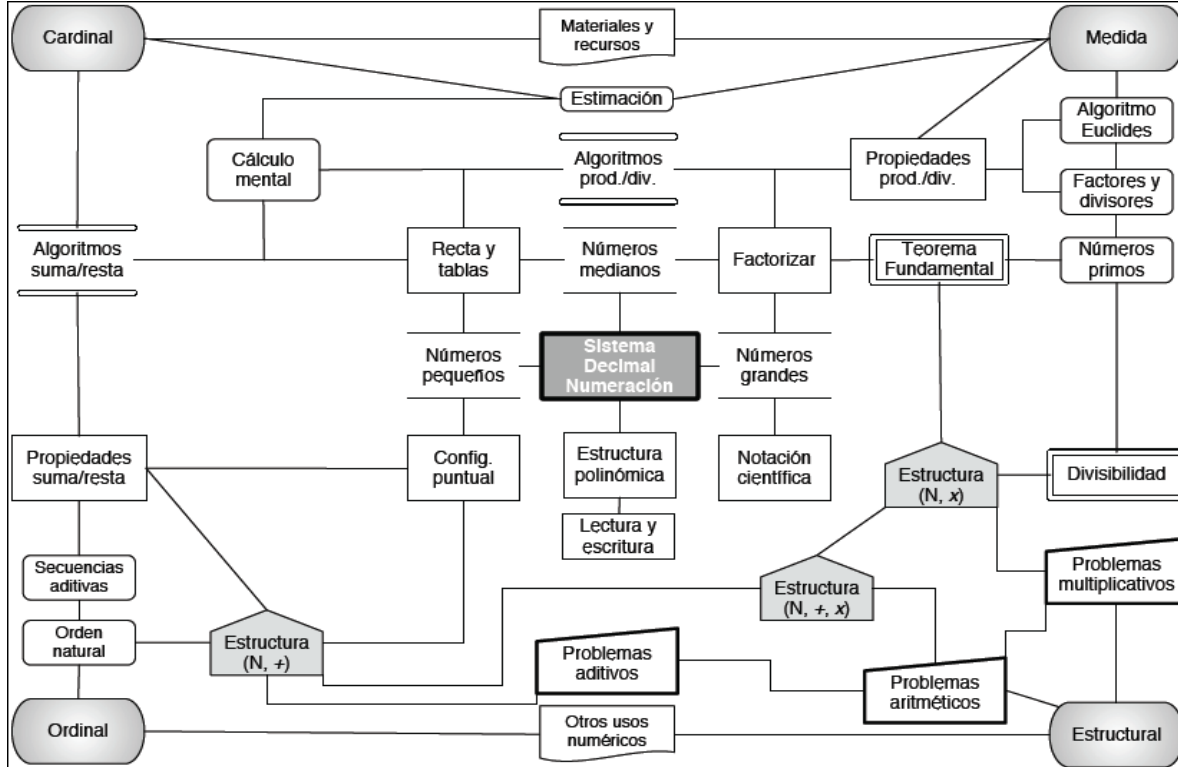 Cardinal
Materiales y
recursos
Medida
Estimación
Algoritmo
Euclides
Cálculo
mental
Algoritmos
prod./div.
Propiedades
prod./div.
Factores y
divisores
Algoritmos
suma/resta
Recta y
tablas
Números
medianos
Factorizar
Teorema
Fundamental
Números
primos
Números
pequeños
Sistema
Decimal
Numeración
Números
grandes
Propiedades
suma/resta
Config.
puntual
Estructura
polinómica
Notación
científica
Estructura
(N, x)
Divisibilidad
Lectura y
escritura
Secuencias
aditivas
Estructura
(N, +, x)
Problemas
multiplicativos
Orden
natural
Estructura
(N, +)
Problemas
aditivos
Problemas
aritméticos
Ordinal
Otros usos
numéricos
Estructural